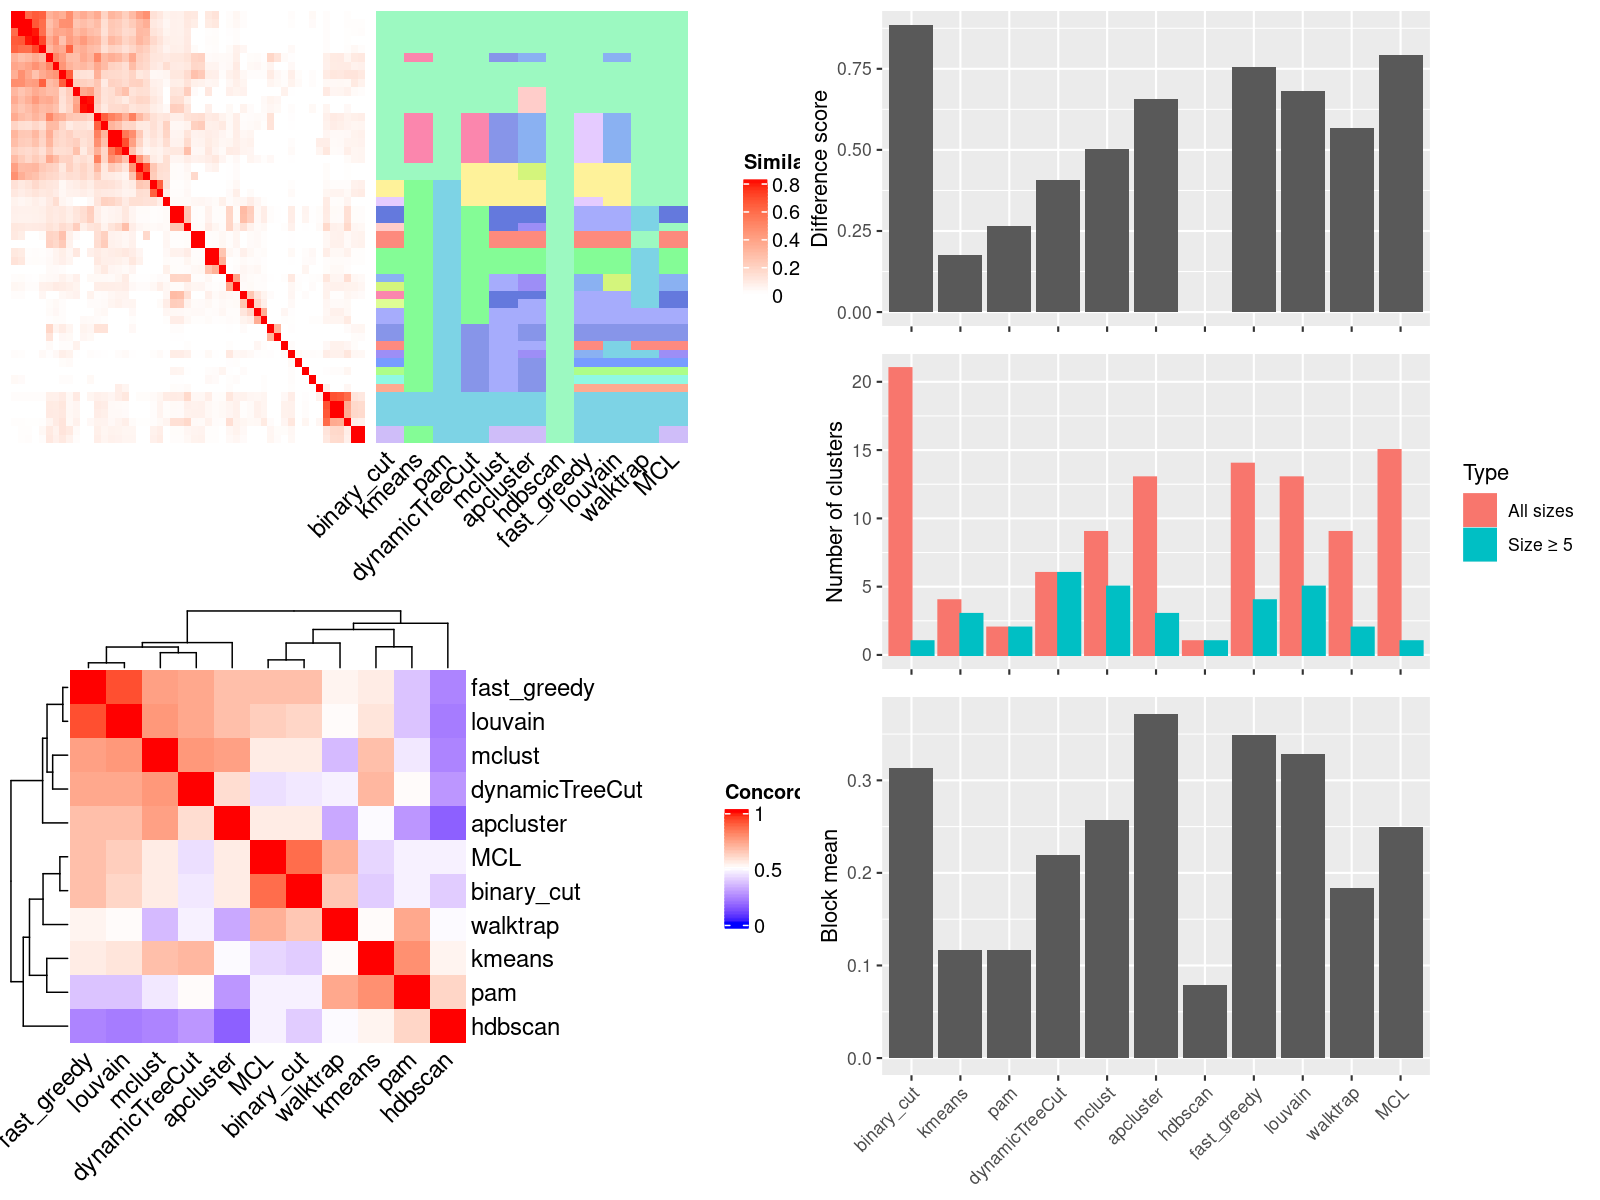 Simila
0.8
0.6
0.4
0.2
0
binary_cut
kmeans
pam
dynamicTreeCut
mclust
apcluster
hdbscan
fast_greedy
louvain
walktrap
MCL
fast_greedy
louvain
mclust
dynamicTreeCut
apcluster
MCL
binary_cut
walktrap
kmeans
pam
hdbscan
fast_greedy
louvain
mclust
dynamicTreeCut
apcluster
MCL
binary_cut
walktrap
kmeans
pam
hdbscan
Concord
1
0.5
0
Difference score
0.75
0.50
0.25
0.00
Number of clusters
20
15
10
5
0
Type
All sizes
Size ≥ 5
Block mean
0.3
0.2
0.1
0.0
binary_cut
kmeans
pam
dynamicTreeCut
mclust
apcluster
hdbscan
fast_greedy
louvain
walktrap
MCL